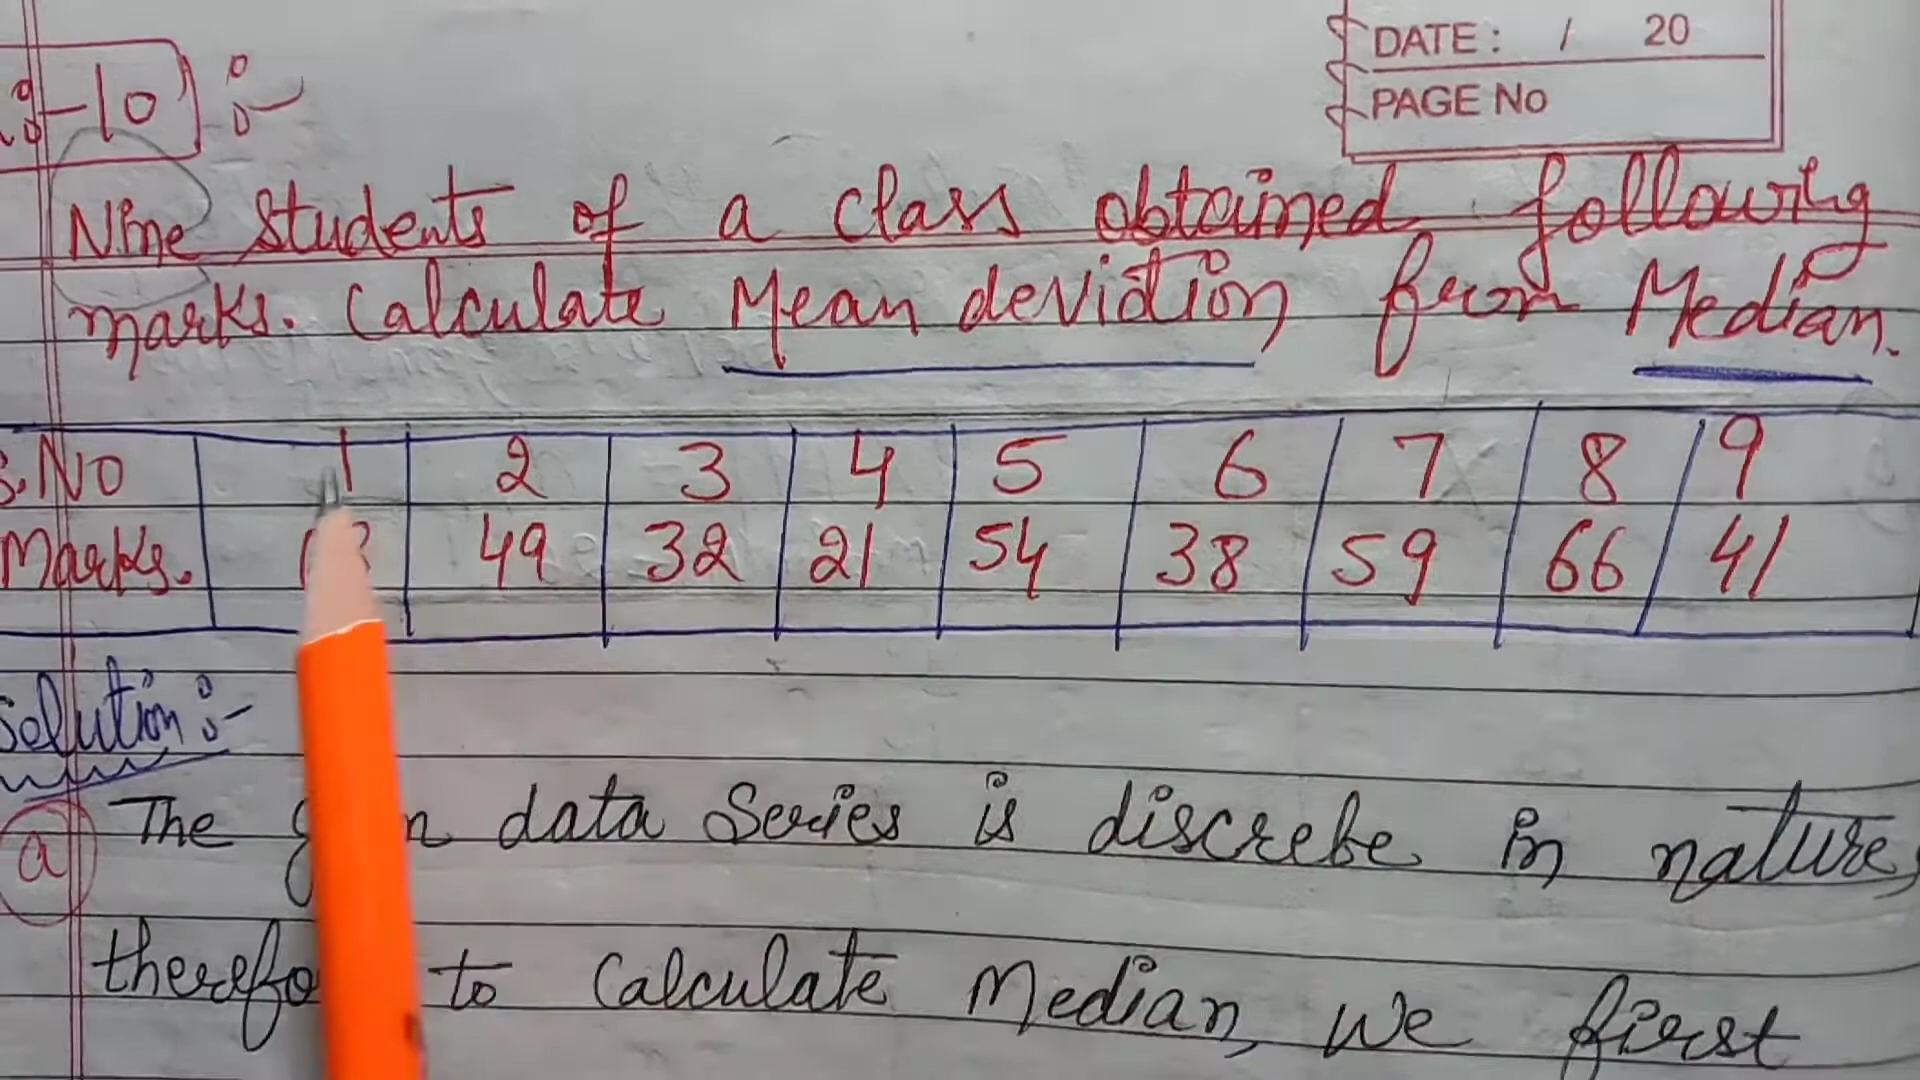 DATE: / 20
PAGE No
-10 :-
Nine students of a class obtained following
marks. Calculate Mean deviation from Median.
S.No 1 2 3 4 5 6 7 8 9
Marks. 49 32 21 54 38 59 66 41
Solution :-
(a) The data Series is discrete in nature,
to Calculate Median, we first